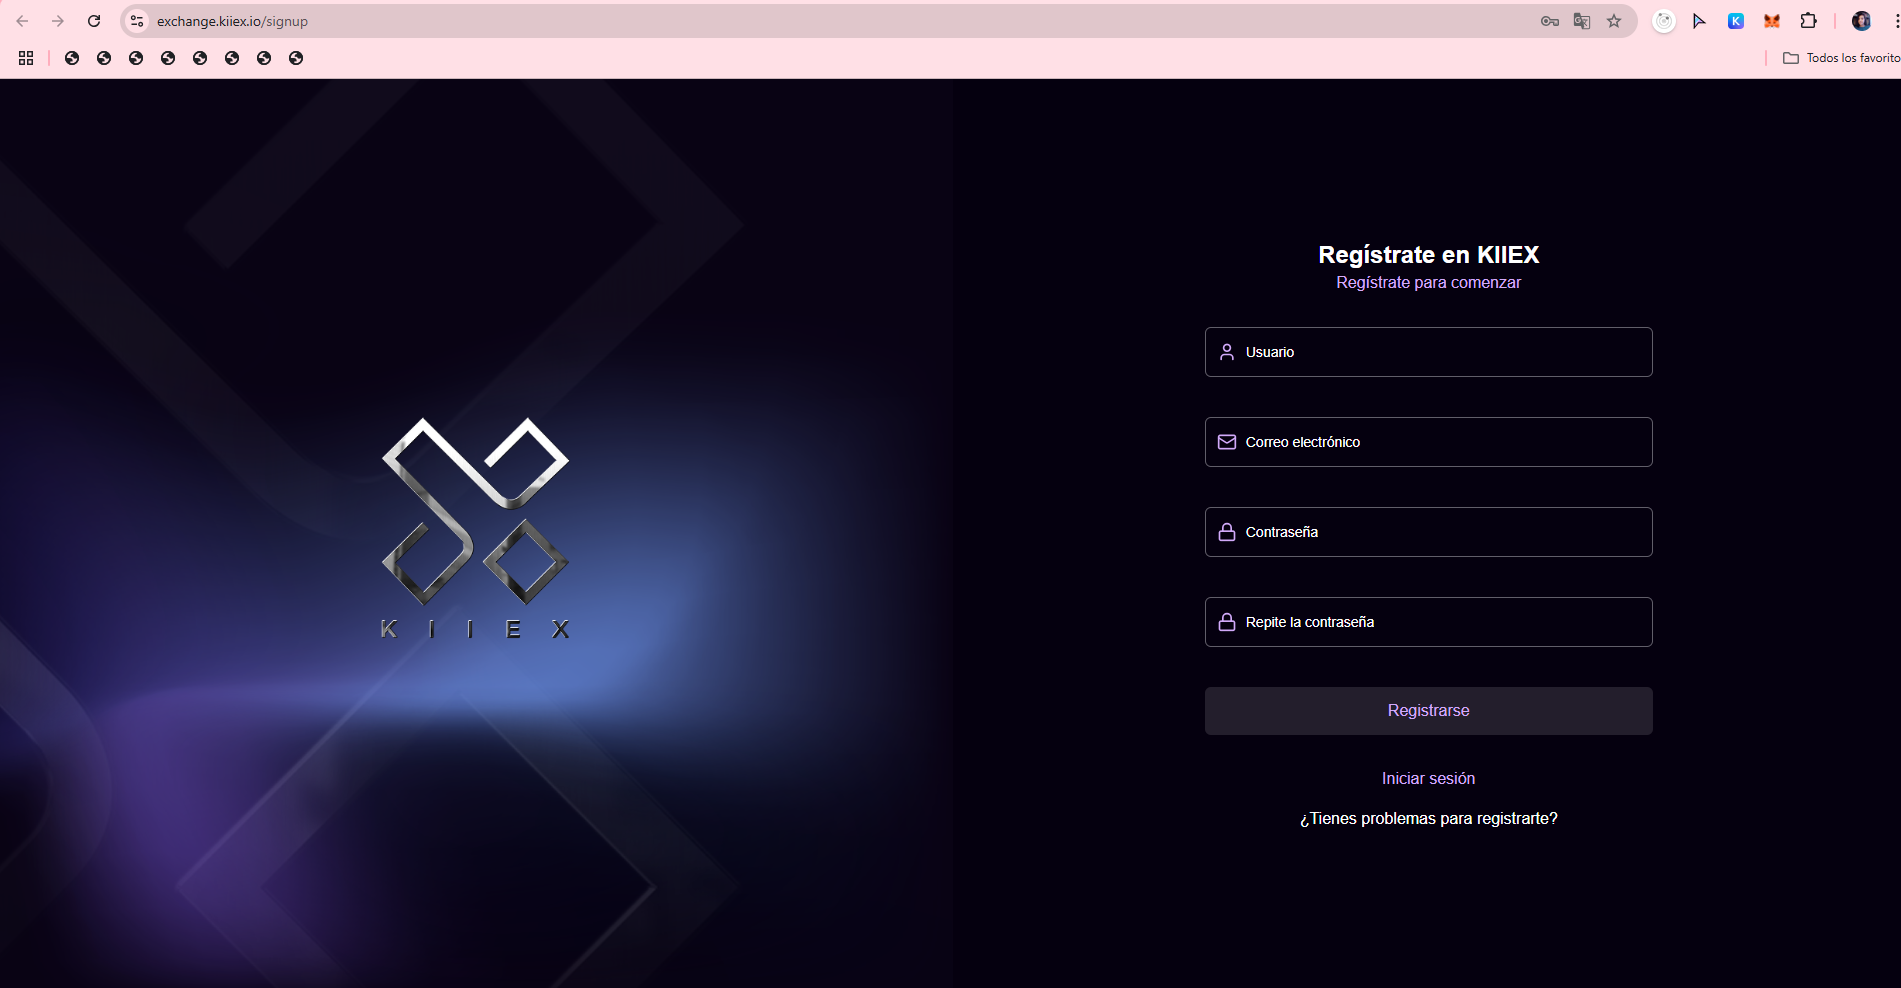 exchange.kiiex.io/signup
K
Todos los favorito
KIIEX
Regístrate en KIIEX
Regístrate para comenzar
Usuario
Correo electrónico
Contraseña
Repite la contraseña
Registrarse
Iniciar sesión
¿Tienes problemas para registrarte?